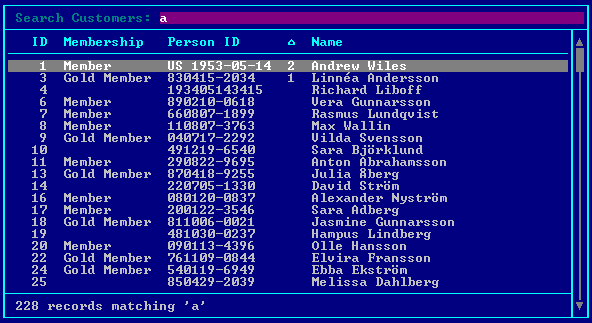 Search Customers: a
ID Membership Person ID Δ Name
1 Member US 1953-05-14 2 Andrew Wiles
3 Gold Member 830415-2034 1 Linnéa Andersson
4 193405143415 Richard Liboff
6 Member 890210-0618 Vera Gunnarsson
7 Member 660807-1899 Rasmus Lundqvist
8 Member 110807-3763 Max Wallin
9 Gold Member 040717-2292 Vilda Svensson
10 491219-6540 Sara Björklund
11 Member 290822-9695 Anton Abrahamsson
13 Gold Member 870418-9255 Julia Åberg
14 220705-1330 David Ström
16 Member 080120-0837 Alexander Nyström
17 Member 200122-3546 Sara Adberg
18 Gold Member 811006-0021 Jasmine Gunnarsson
19 481030-0237 Hampus Lindberg
20 Member 090113-4396 Olle Hansson
22 Gold Member 761109-0844 Elvira Fransson
24 Gold Member 540119-6949 Ebba Ekström
25 850429-2039 Melissa Dahlberg
228 records matching 'a'